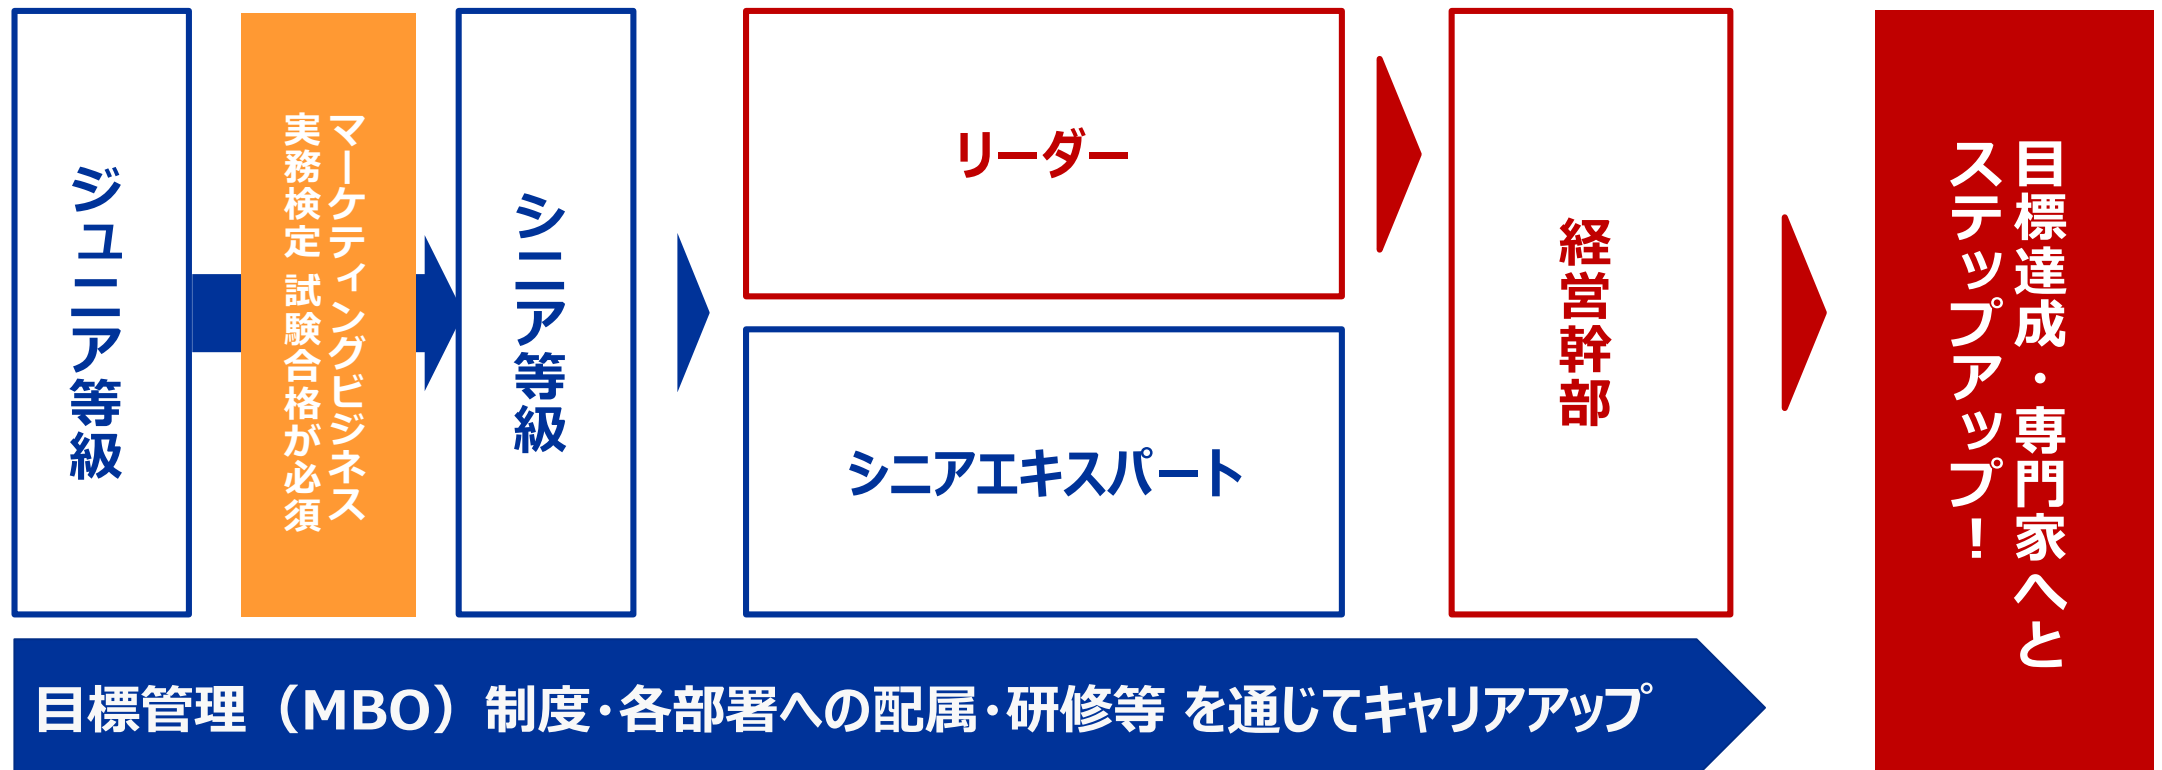 ジュニア等級
マーケティングビジネス
実務検定 試験合格が必須
シニア等級
リーダー
シニアエキスパート
経営幹部
目標達成・専門家へと
ステップアップ！
目標管理（MBO）制度・各部署への配属・研修等 を通じてキャリアアップ